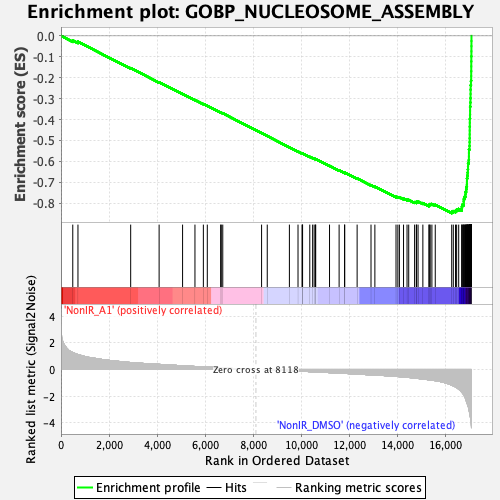 Enrichment plot: GOBP_NUCLEOSOME_ASSEMBLY
Enrichment score (ES)
0.0
-0.1
-0.2
-0.3
-0.4
-0.5
-0.6
-0.7
-0.8
'NonIR_A1' (positively correlated)
Ranked list metric (Signal2Noise)
4
2
0
-2
-4
Zero cross at 8118
'NonIR_DMSO' (negatively correlated)
0
2,000
4,000
6,000
8,000
10,000
12,000
14,000
16,000
Rank in Ordered Dataset
Enrichment profile
Hits
Ranking metric scores